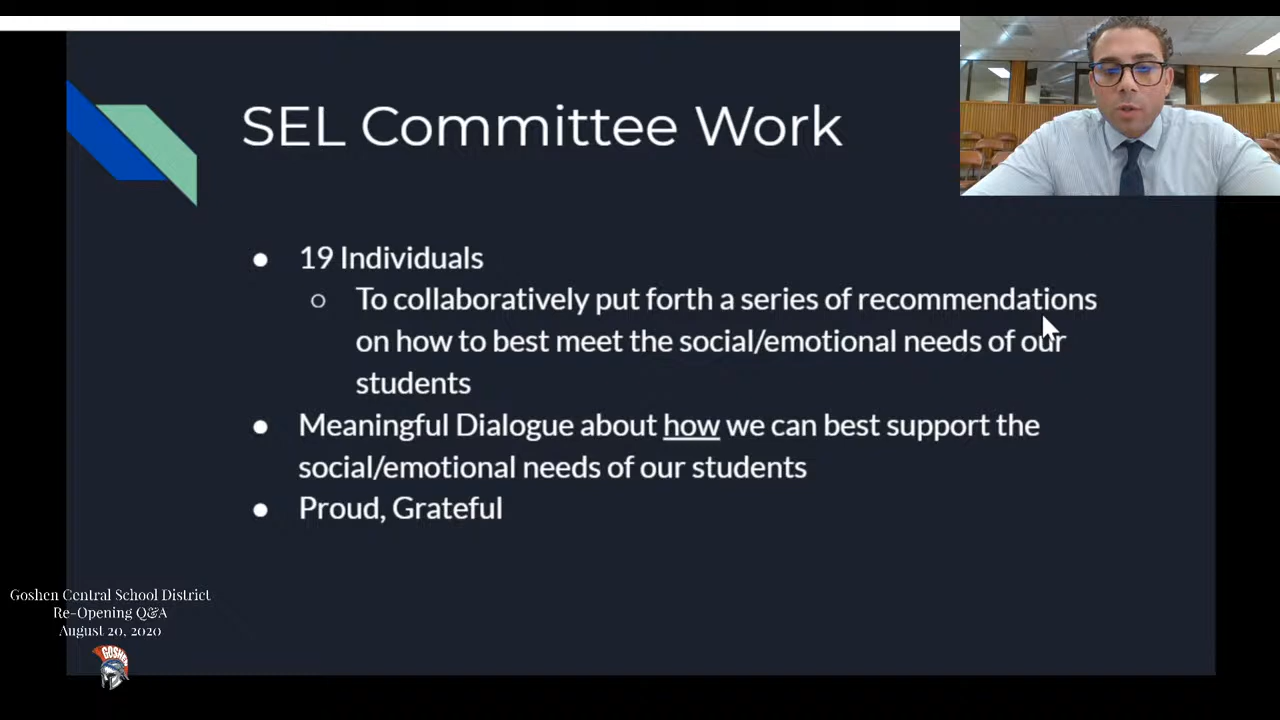 SEL Committee Work
● 19 Individuals
○ To collaboratively put forth a series of recommendations
on how to best meet the social/emotional needs of our
students
● Meaningful Dialogue about how we can best support the
social/emotional needs of our students
● Proud, Grateful
Goshen Central School District
Re-Opening Q&A
August 20, 2020
GOSHEN